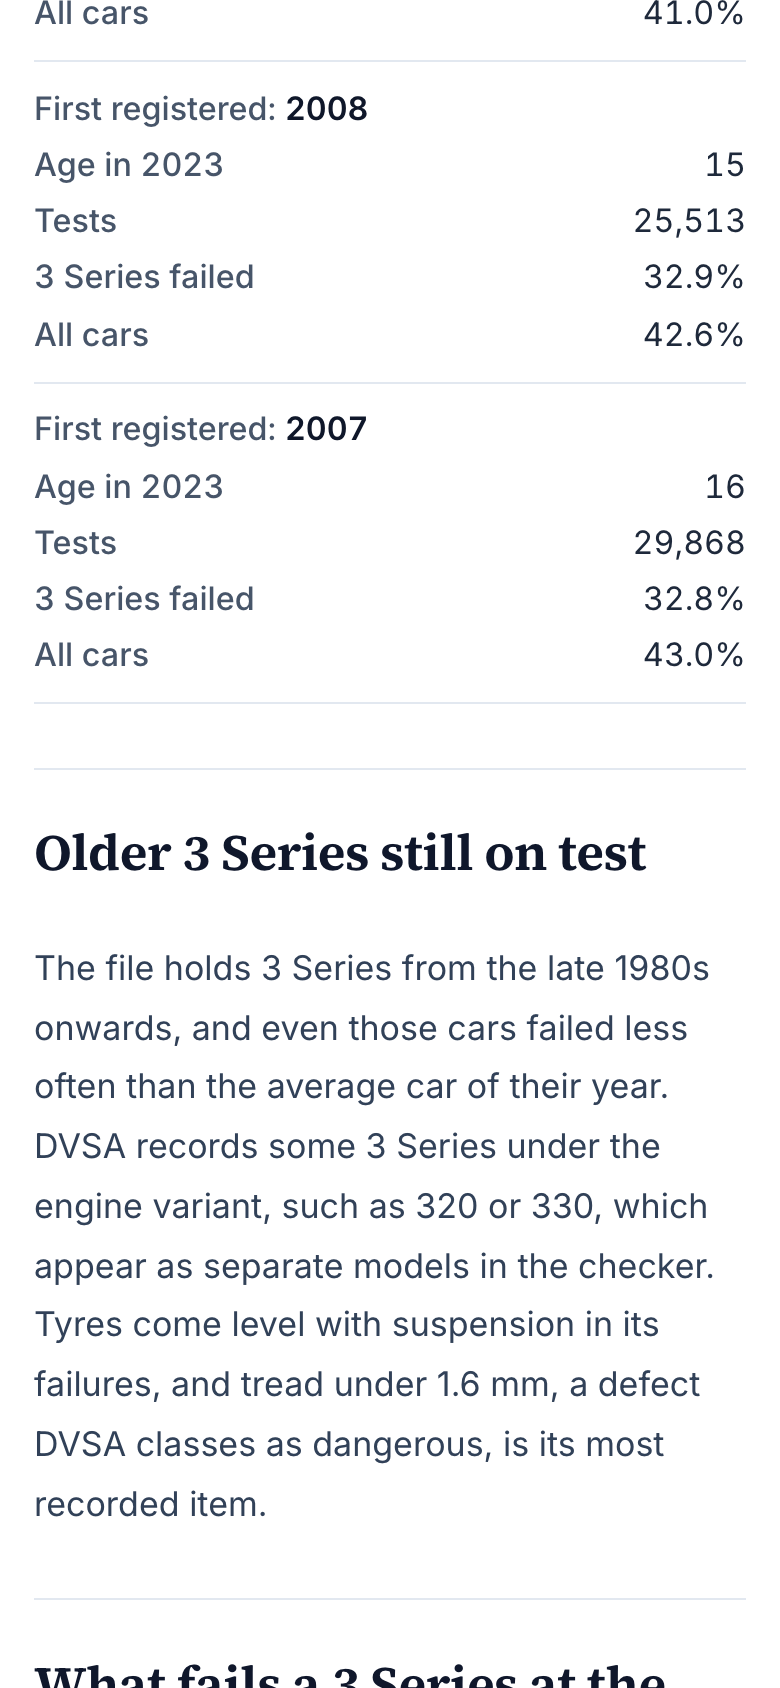 All cars 41.0%
First registered: 2008
Age in 2023 15
Tests 25,513
3 Series failed 32.9%
All cars 42.6%
First registered: 2007
Age in 2023 16
Tests 29,868
3 Series failed 32.8%
All cars 43.0%
Older 3 Series still on test
The file holds 3 Series from the late 1980s
onwards, and even those cars failed less
often than the average car of their year.
DVSA records some 3 Series under the
engine variant, such as 320 or 330, which
appear as separate models in the checker.
Tyres come level with suspension in its
failures, and tread under 1.6 mm, a defect
DVSA classes as dangerous, is its most
recorded item.
What fails a 3 Series at the